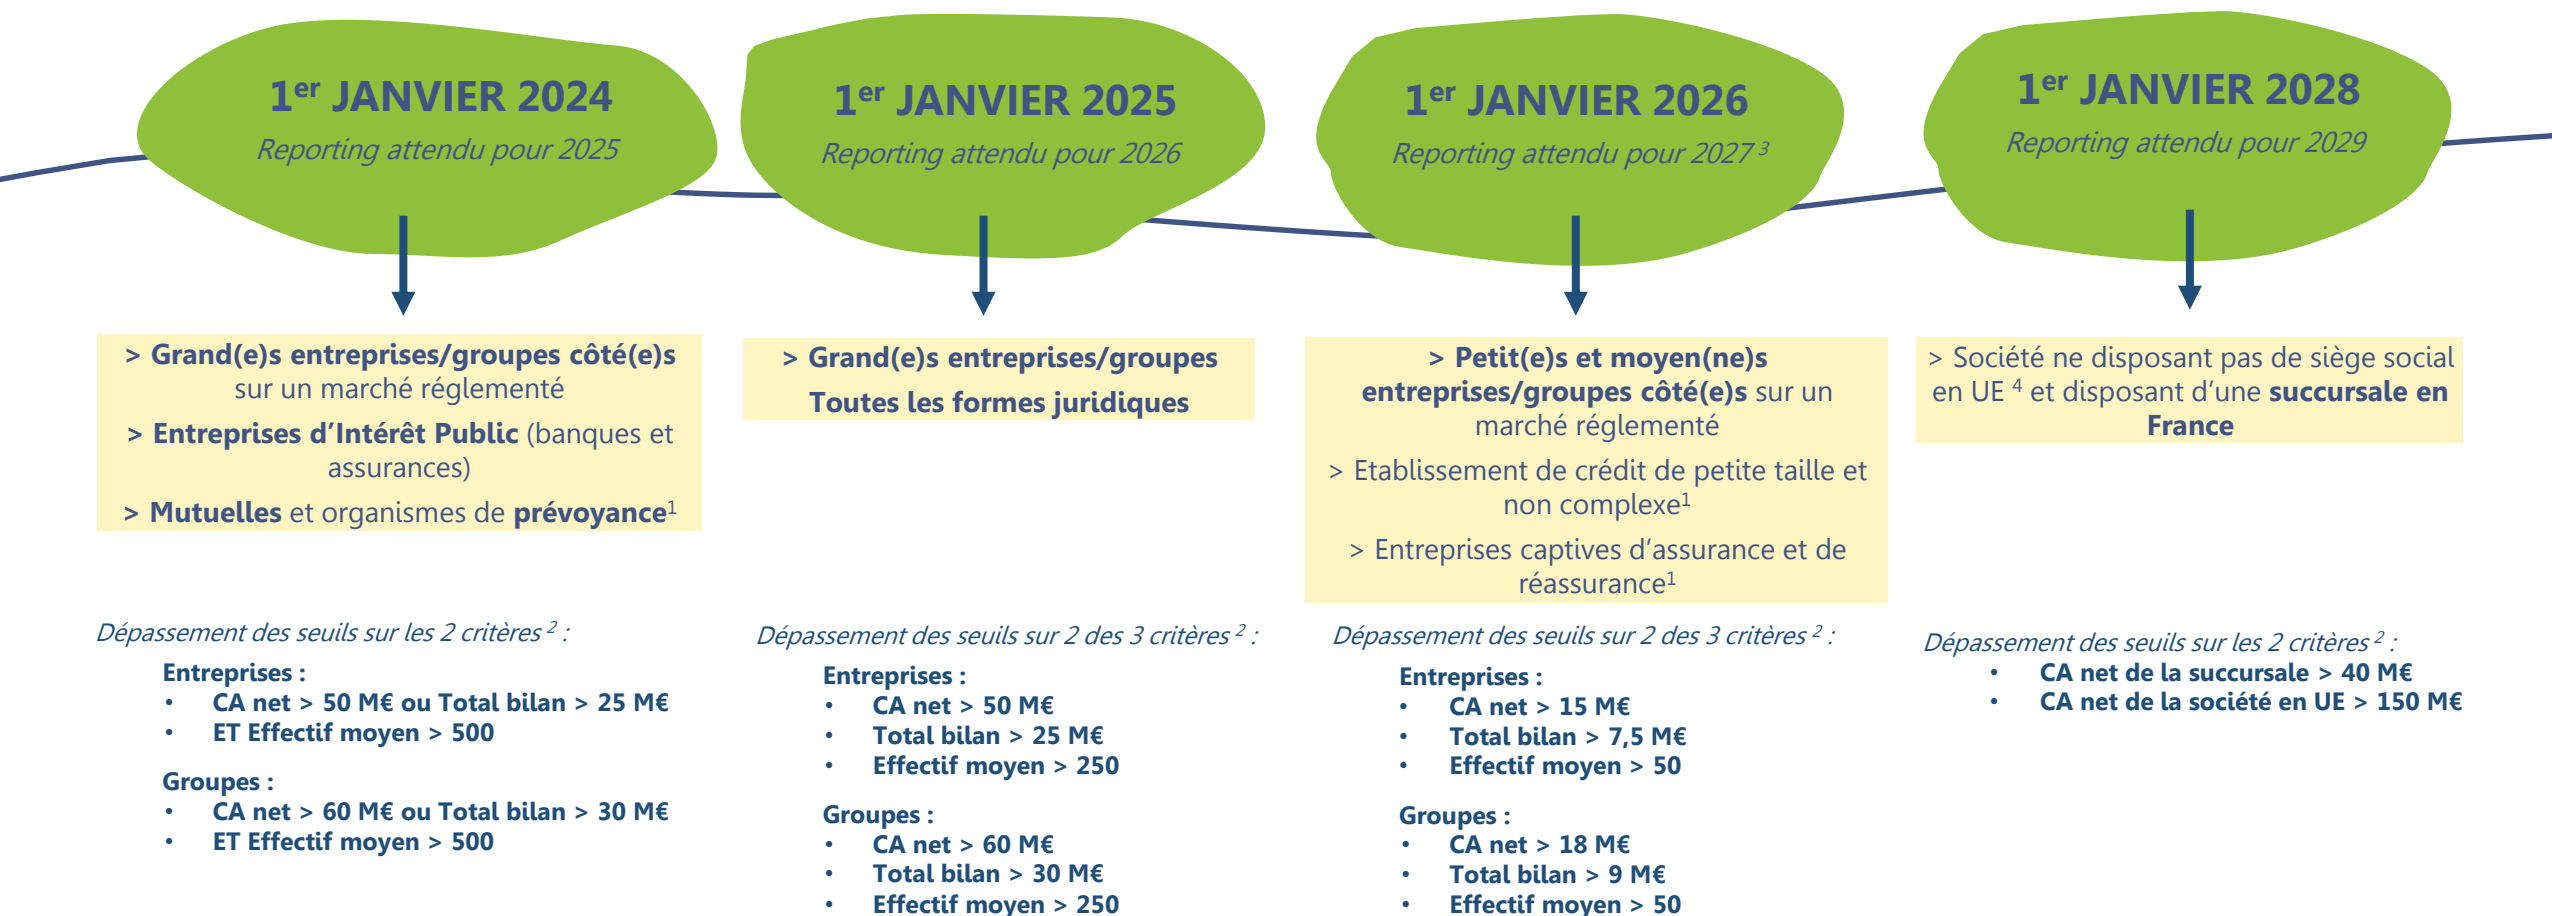 1er JANVIER 2024
Reporting attendu pour 2025
> Grand(e)s entreprises/groupes côté(e)s
sur un marché réglementé
> Entreprises d’Intérêt Public (banques et
assurances)
> Mutuelles et organismes de prévoyance1
Dépassement des seuils sur les 2 critères 2 :
Entreprises :
• CA net > 50 M€ ou Total bilan > 25 M€
• ET Effectif moyen > 500
Groupes :
• CA net > 60 M€ ou Total bilan > 30 M€
• ET Effectif moyen > 500
1er JANVIER 2025
Reporting attendu pour 2026
> Grand(e)s entreprises/groupes
Toutes les formes juridiques
Dépassement des seuils sur 2 des 3 critères 2 :
Entreprises :
• CA net > 50 M€
• Total bilan > 25 M€
• Effectif moyen > 250
Groupes :
• CA net > 60 M€
• Total bilan > 30 M€
• Effectif moyen > 250
1er JANVIER 2026
Reporting attendu pour 2027 3
> Petit(e)s et moyen(ne)s
entreprises/groupes côté(e)s sur un
marché réglementé
> Etablissement de crédit de petite taille et
non complexe1
> Entreprises captives d’assurance et de
réassurance1
Dépassement des seuils sur 2 des 3 critères 2 :
Entreprises :
• CA net > 15 M€
• Total bilan > 7,5 M€
• Effectif moyen > 50
Groupes :
• CA net > 18 M€
• Total bilan > 9 M€
• Effectif moyen > 50
1er JANVIER 2028
Reporting attendu pour 2029
> Société ne disposant pas de siège social
en UE 4 et disposant d’une succursale en
France
Dépassement des seuils sur les 2 critères 2 :
• CA net de la succursale > 40 M€
• CA net de la société en UE > 150 M€